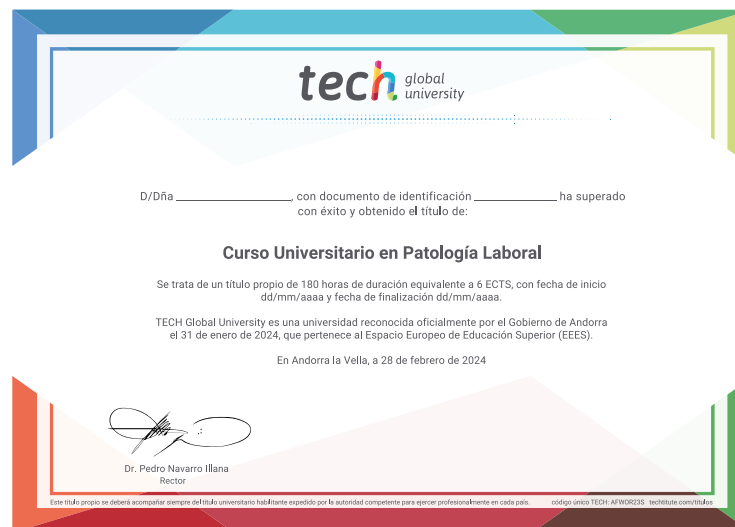 tech global university
D/Dña ________________, con documento de identificación ____________ ha superado
con éxito y obtenido el título de:
Curso Universitario en Patología Laboral
Se trata de un título propio de 180 horas de duración equivalente a 6 ECTS, con fecha de inicio
dd/mm/aaaa y fecha de finalización dd/mm/aaaa.
TECH Global University es una universidad reconocida oficialmente por el Gobierno de Andorra
el 31 de enero de 2024, que pertenece al Espacio Europeo de Educación Superior (EEES).
En Andorra la Vella, a 28 de febrero de 2024
Dr. Pedro Navarro Illana
Rector
Este título propio se deberá acompañar siempre del título universitario habilitante expedido por la autoridad competente para ejercer profesionalmente en cada país. código único TECH: AFWOR23S techtitute.com/titulos